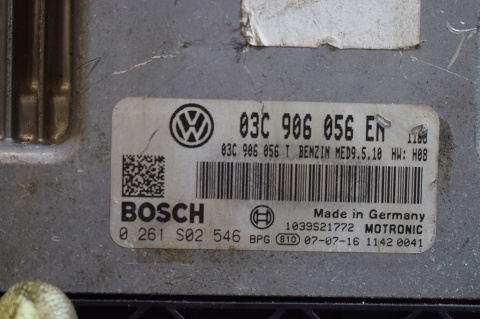 03C 906 056 EN
1100
03C 906 056 T BENZIN MED9.5.10 HW: H08
BOSCH
Made in Germany
1039S21772 MOTRONIC
0 261 S02 546 BPG 810 07-07-16 1142 0041